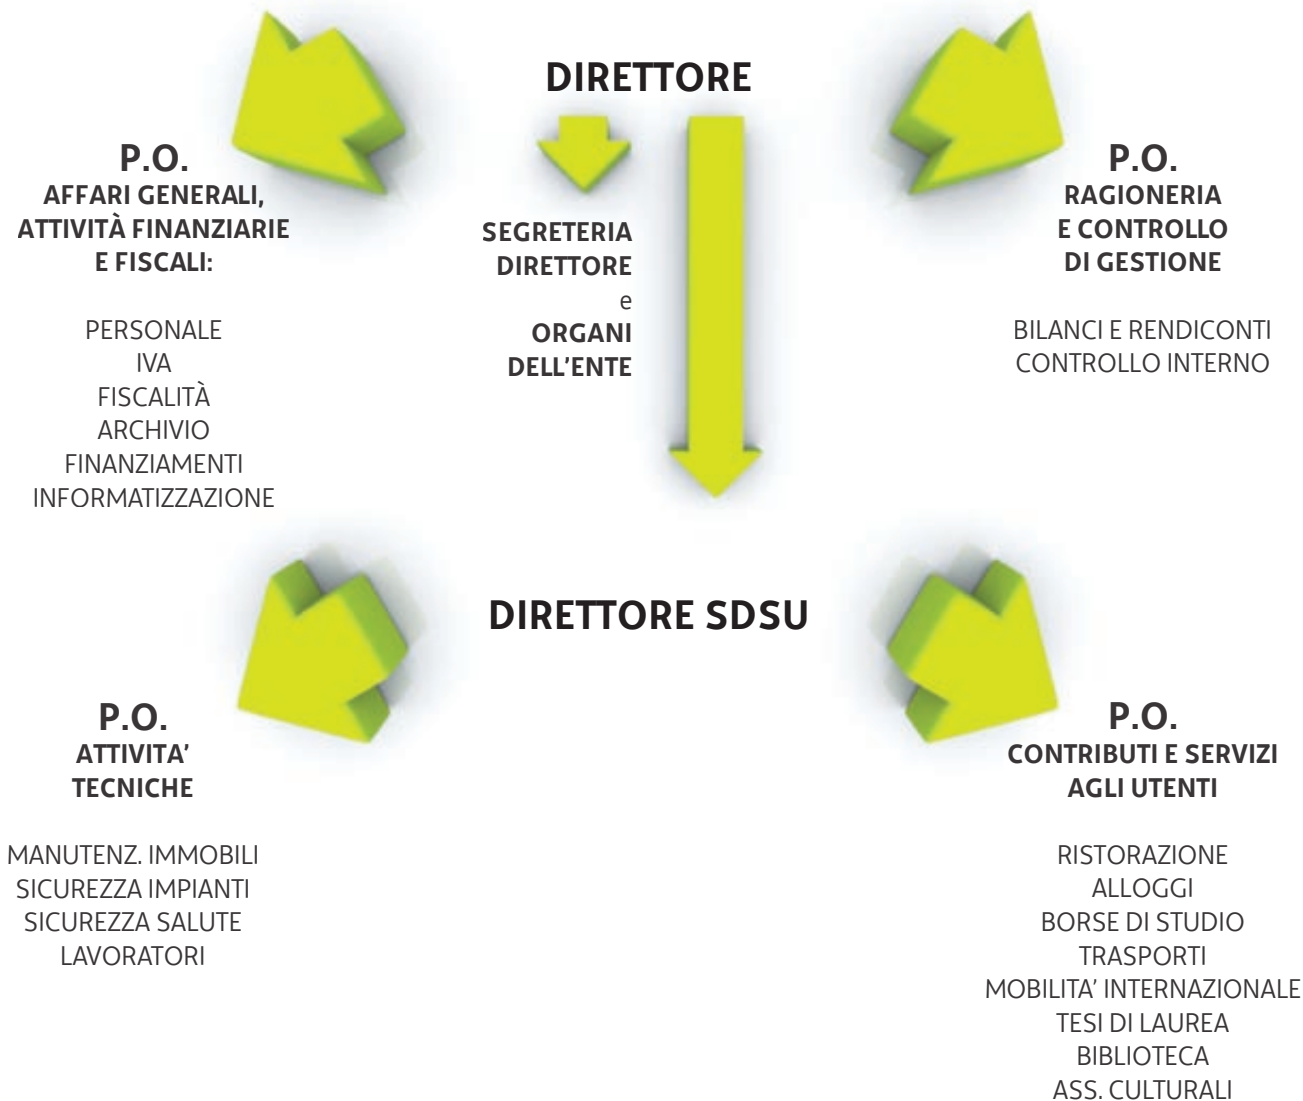 DIRETTORE
P.O.
AFFARI GENERALI,
ATTIVITÀ FINANZIARIE
E FISCALI:
PERSONALE
IVA
FISCALITÀ
ARCHIVIO
FINANZIAMENTI
INFORMATIZZAZIONE
SEGRETERIA
DIRETTORE
e
ORGANI
DELL'ENTE
P.O.
RAGIONERIA
E CONTROLLO
DI GESTIONE
BILANCI E RENDICONTI
CONTROLLO INTERNO
DIRETTORE SDSU
P.O.
ATTIVITA'
TECNICHE
MANUTENZ. IMMOBILI
SICUREZZA IMPIANTI
SICUREZZA SALUTE
LAVORATORI
P.O.
CONTRIBUTI E SERVIZI
AGLI UTENTI
RISTORAZIONE
ALLOGGI
BORSE DI STUDIO
TRASPORTI
MOBILITA' INTERNAZIONALE
TESI DI LAUREA
BIBLIOTECA
ASS. CULTURALI